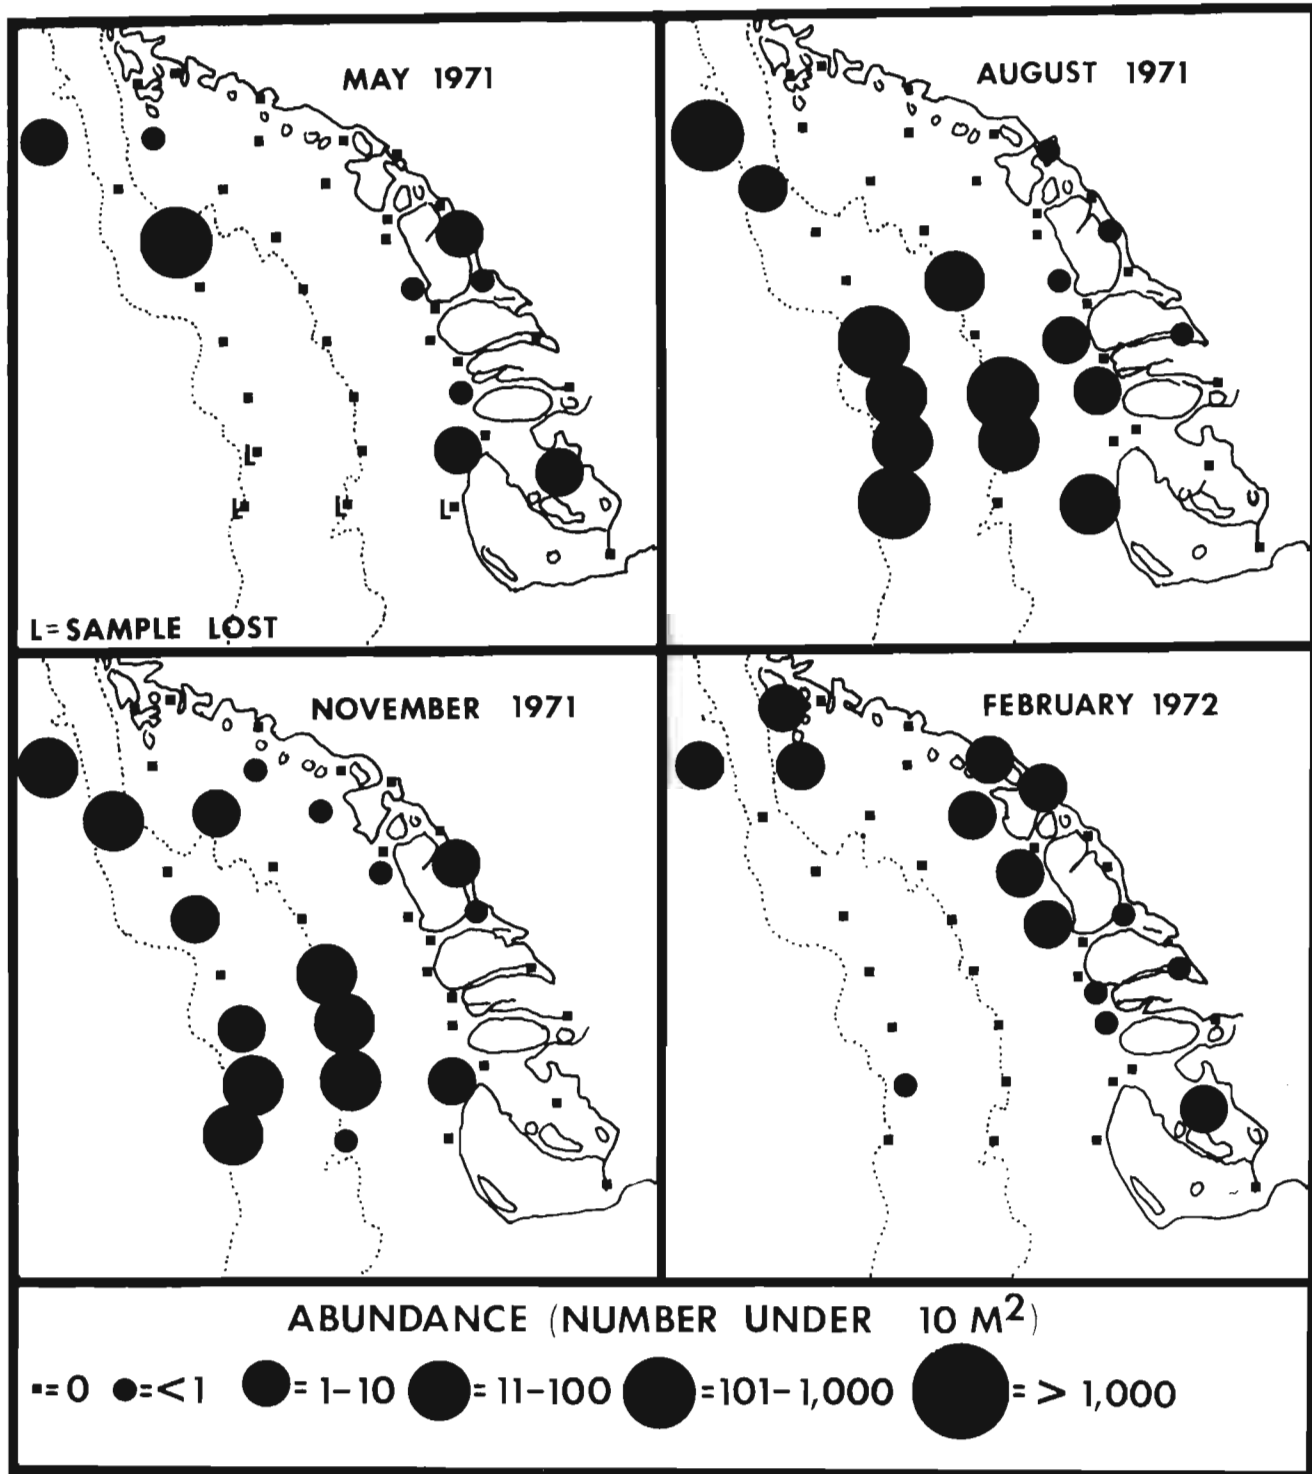 MAY 1971
AUGUST 1971
L
L
L
L
L=SAMPLE LOST
NOVEMBER 1971
FEBRUARY 1972
ABUNDANCE (NUMBER UNDER 10 M²)
=0 =<1 =1-10 =11-100 =101-1,000 => 1,000